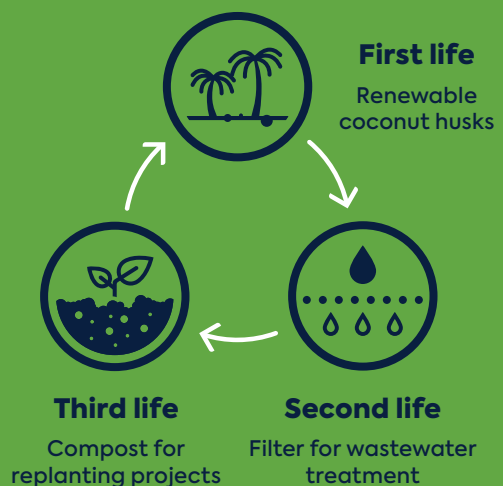 First life
Renewable
coconut husks
Third life
Compost for
replanting projects
Second life
Filter for wastewater
treatment